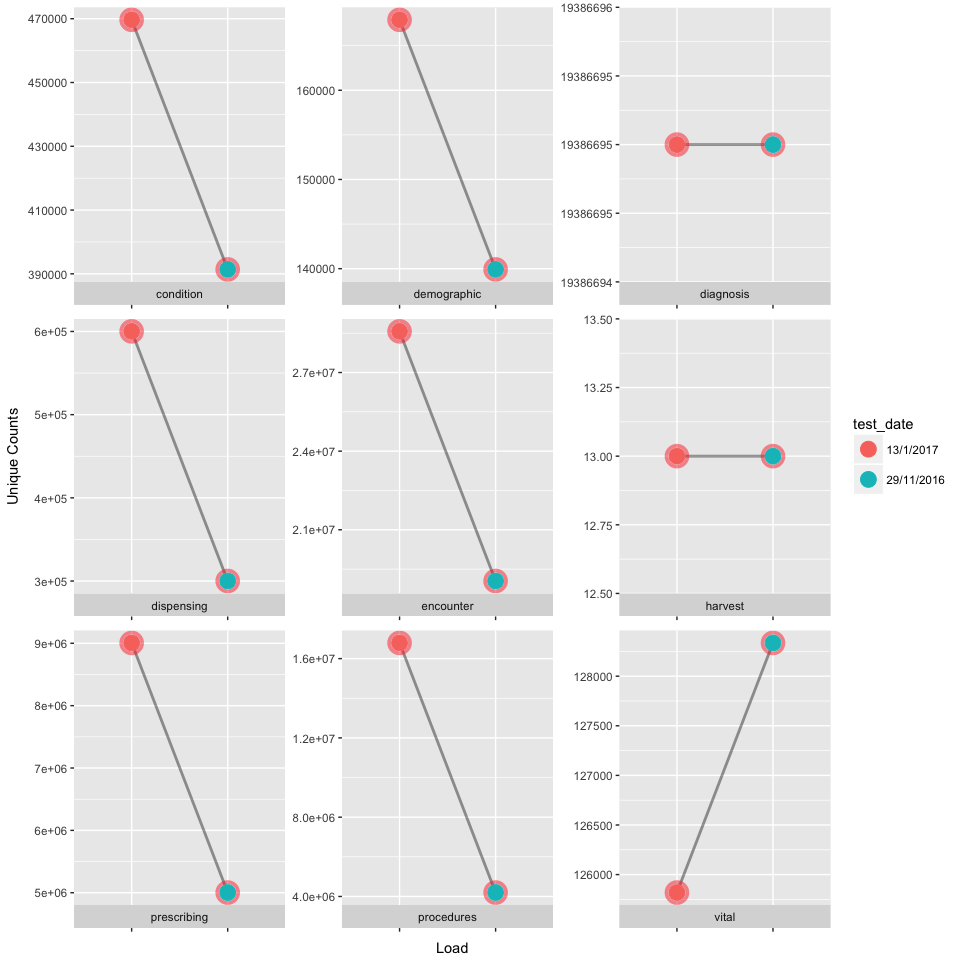 470000
450000
430000
410000
390000
condition
160000
150000
140000
demographic
19386696
19386695
19386695
19386695
19386694
diagnosis
Unique Counts
6e+05
5e+05
4e+05
3e+05
dispensing
2.7e+07
2.4e+07
2.1e+07
encounter
13.50
13.25
13.00
12.75
12.50
harvest
test_date
13/1/2017
29/11/2016
9e+06
8e+06
7e+06
6e+06
5e+06
prescribing
1.6e+07
1.2e+07
8.0e+06
4.0e+06
procedures
128000
127500
127000
126500
126000
vital
Load